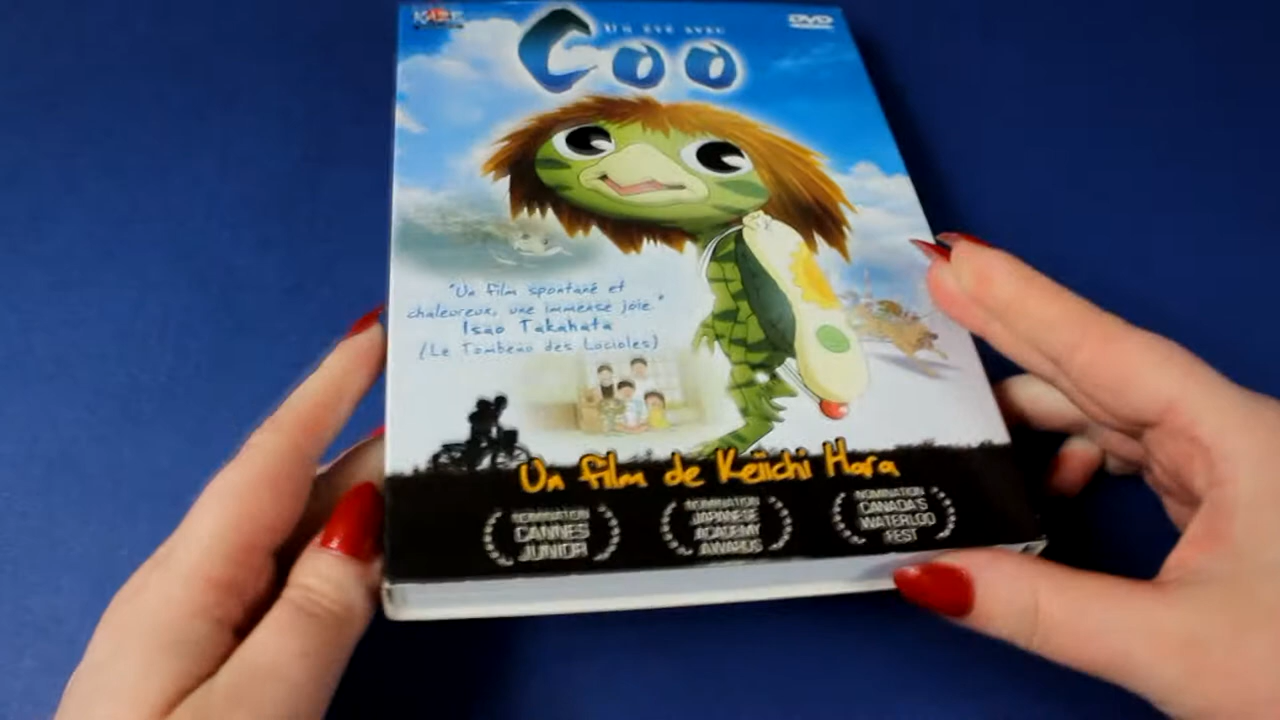 KAZE
DVD
Un été avec
Coo
"Un film spontané et
chaleureux, une immense joie."
Isao Takahata
(Le Tombeau des Lucioles)
Un film de Keiichi Hara
NOMINATION
CANNES
JUNIOR
NOMINATION
JAPANESE
ACADEMY
AWARDS
NOMINATION
CANADA'S
WATERLOO
FEST